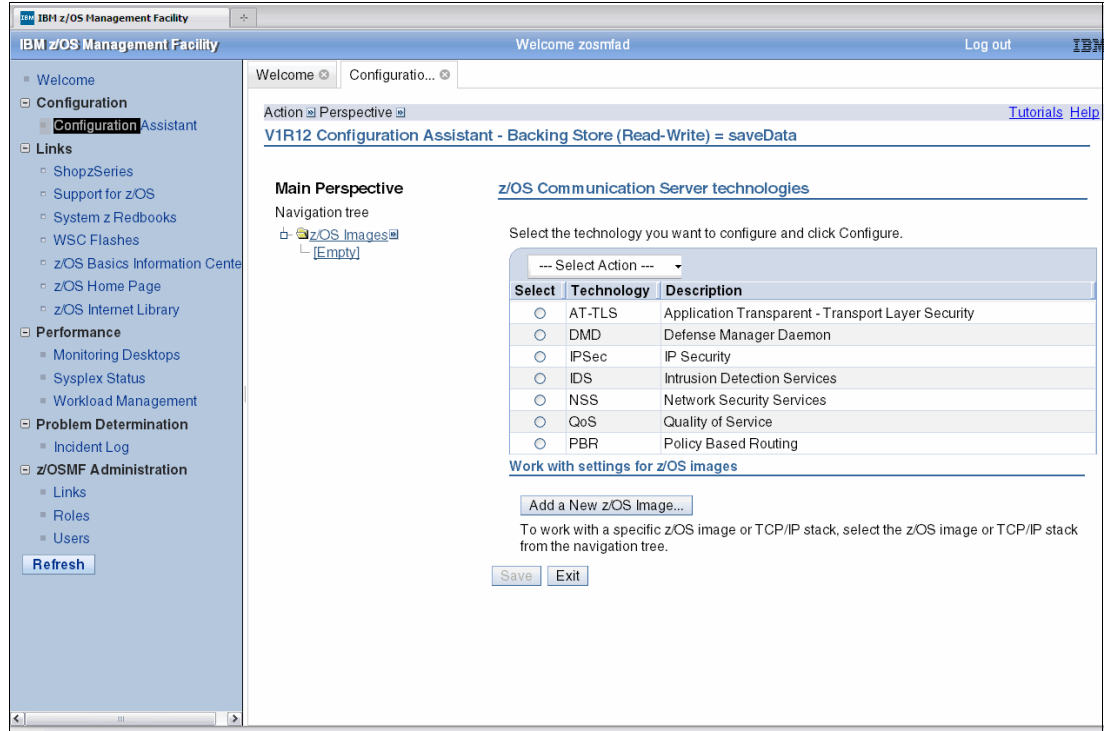 IBM IBM z/OS Management Facility
IBM z/OS Management Facility
Welcome zosmfad
Log out
IBM
Welcome
Configuration
Configuration Assistant
Links
ShopzSeries
Support for z/OS
System z Redbooks
WSC Flashes
z/OS Basics Information Cente
z/OS Home Page
z/OS Internet Library
Performance
Monitoring Desktops
Sysplex Status
Workload Management
Problem Determination
Incident Log
z/OSMF Administration
Links
Roles
Users
Refresh
Welcome
Configuratio...
Action Perspective
Tutorials Help
V1R12 Configuration Assistant - Backing Store (Read-Write) = saveData
Main Perspective
Navigation tree
z/OS Images
[Empty]
z/OS Communication Server technologies
Select the technology you want to configure and click Configure.
--- Select Action ---
Select Technology Description
AT-TLS Application Transparent - Transport Layer Security
DMD Defense Manager Daemon
IPSec IP Security
IDS Intrusion Detection Services
NSS Network Security Services
QoS Quality of Service
PBR Policy Based Routing
Work with settings for z/OS images
Add a New z/OS Image...
To work with a specific z/OS image or TCP/IP stack, select the z/OS image or TCP/IP stack
from the navigation tree.
Save Exit